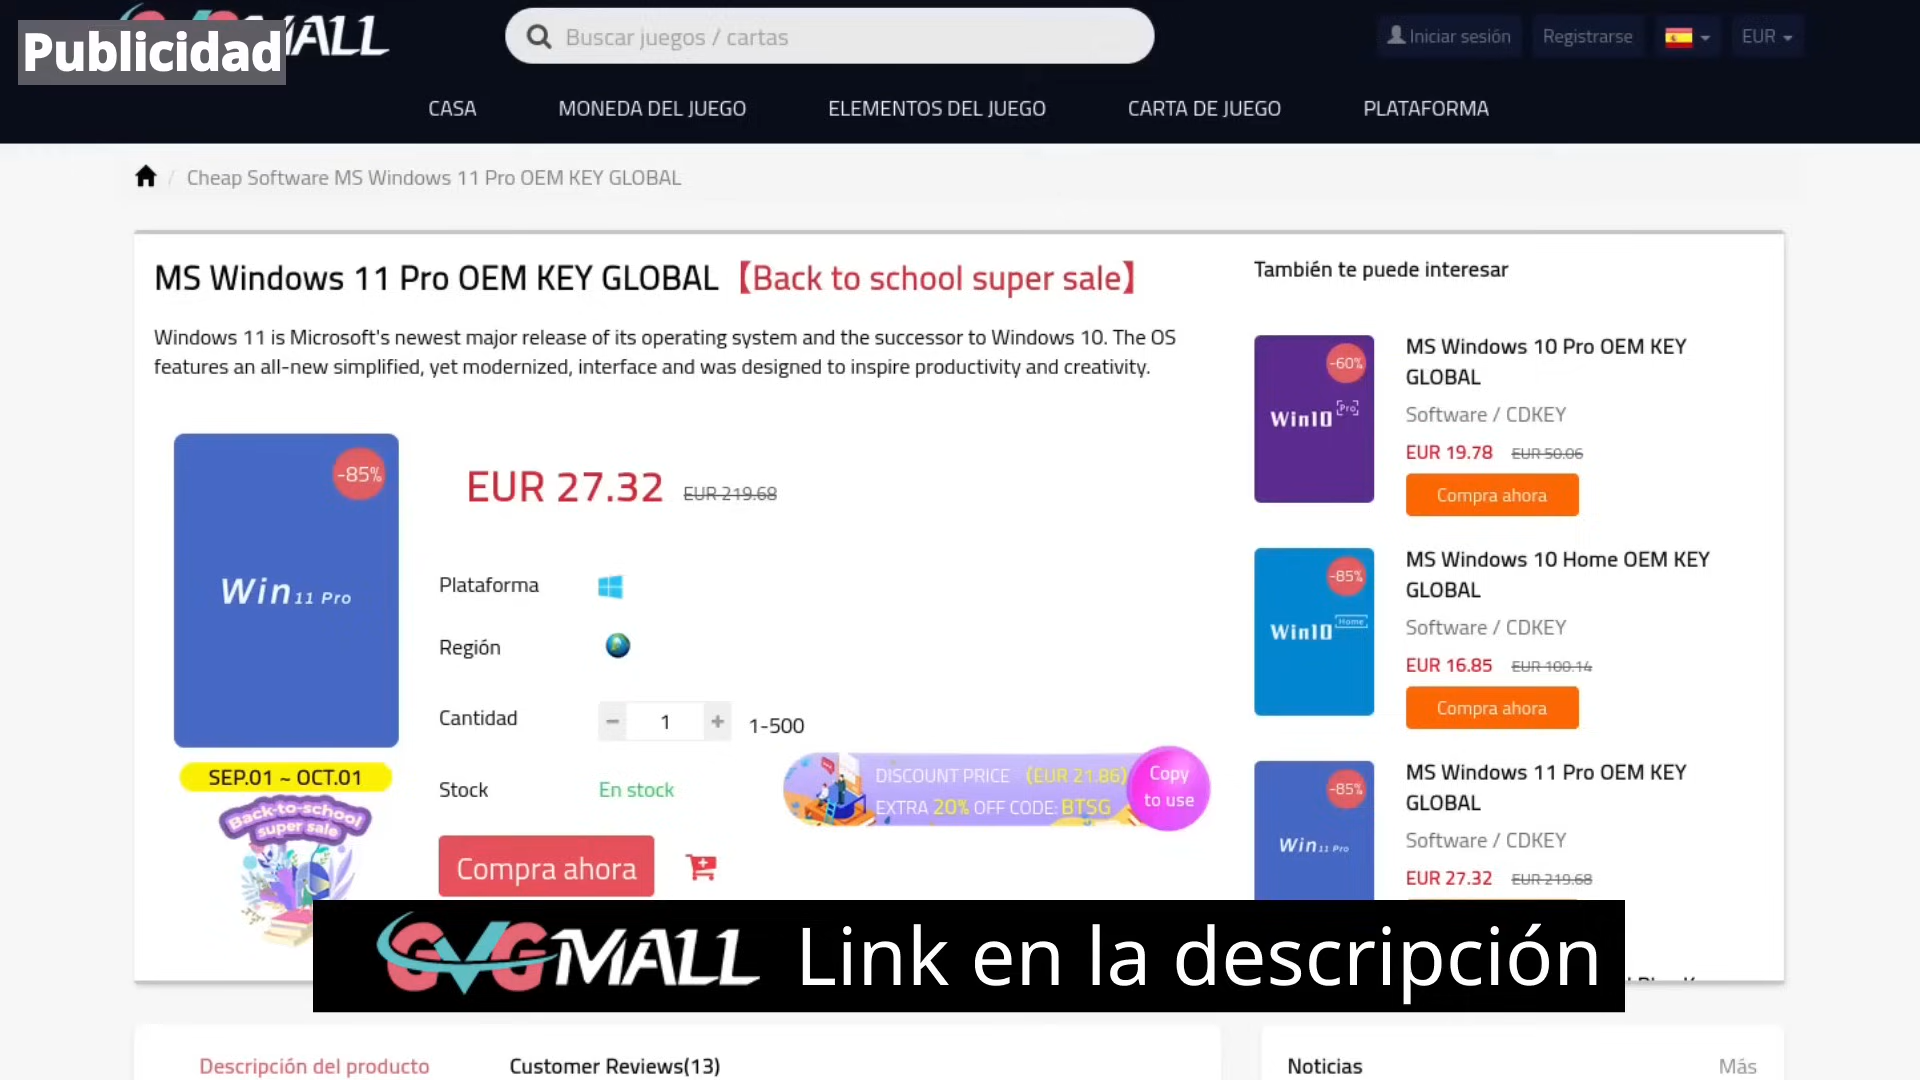 Publicidad
MALL
Buscar juegos / cartas
Iniciar sesión
Registrarse
EUR
CASA
MONEDA DEL JUEGO
ELEMENTOS DEL JUEGO
CARTA DE JUEGO
PLATAFORMA
/ Cheap Software MS Windows 11 Pro OEM KEY GLOBAL
MS Windows 11 Pro OEM KEY GLOBAL【Back to school super sale】
Windows 11 is Microsoft's newest major release of its operating system and the successor to Windows 10. The OS
features an all-new simplified, yet modernized, interface and was designed to inspire productivity and creativity.
-85%
Win 11 Pro
SEP.01 ~ OCT.01
Back-to-school
super sale
EUR 27.32 EUR 219.68
Plataforma
Región
Cantidad
− 1 + 1-500
Stock
En stock
DISCOUNT PRICE (EUR 21.86)
EXTRA 20% OFF CODE: BTSG
Copy
to use
Compra ahora
También te puede interesar
-60%
Win10 Pro
MS Windows 10 Pro OEM KEY
GLOBAL
Software / CDKEY
EUR 19.78 EUR 50.06
Compra ahora
-85%
Win10 Home
MS Windows 10 Home OEM KEY
GLOBAL
Software / CDKEY
EUR 16.85 EUR 100.14
Compra ahora
-85%
Win 11 Pro
MS Windows 11 Pro OEM KEY
GLOBAL
Software / CDKEY
EUR 27.32 EUR 219.68
GVGMALL Link en la descripción
Descripción del producto
Customer Reviews(13)
Noticias
Más